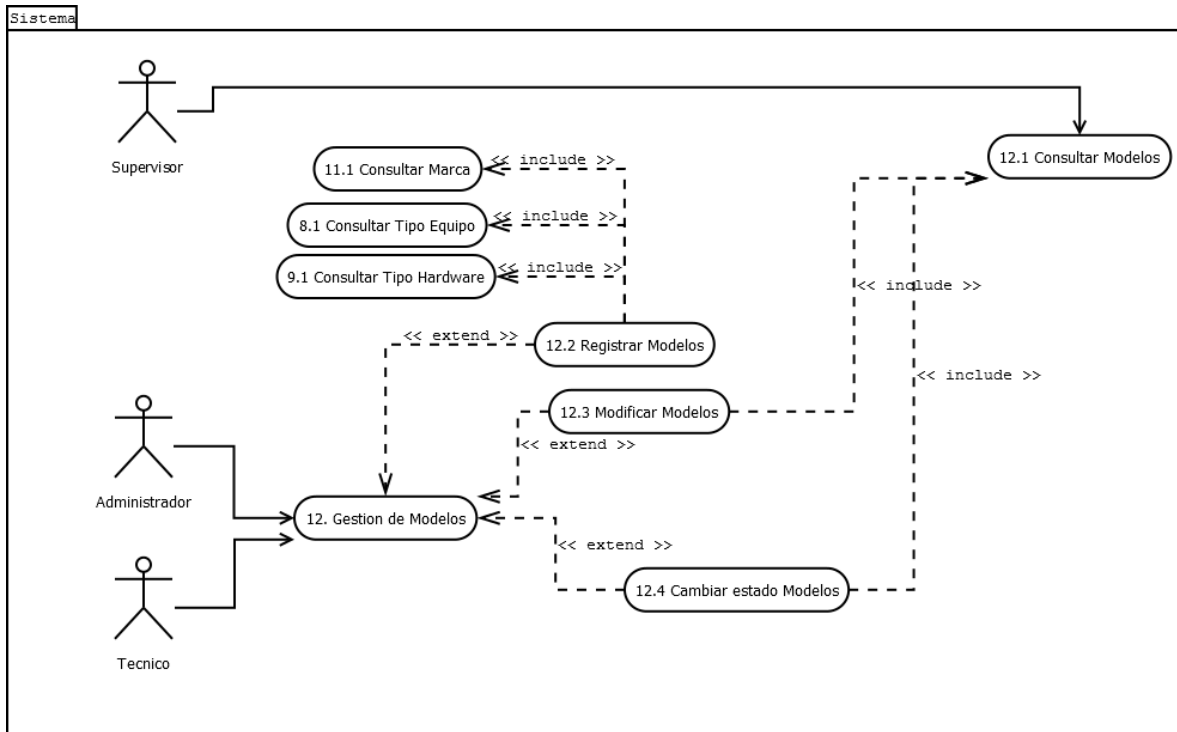 Sistema
Supervisor
11.1 Consultar Marca
<< include >>
12.1 Consultar Modelos
8.1 Consultar Tipo Equipo
<< include >>
9.1 Consultar Tipo Hardware
<< include >>
<< include >>
<< extend >>
12.2 Registrar Modelos
<< include >>
12.3 Modificar Modelos
<< extend >>
Administrador
12. Gestion de Modelos
<< extend >>
12.4 Cambiar estado Modelos
Tecnico